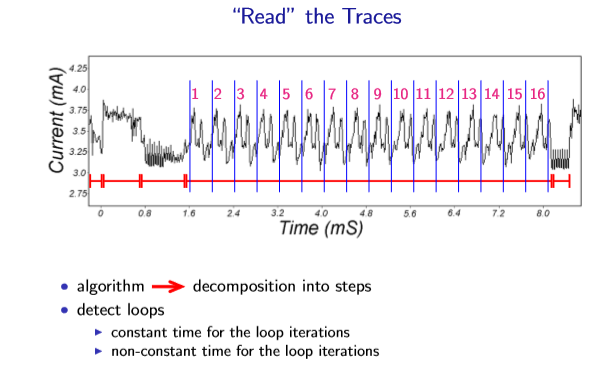 “Read” the Traces
Current (mA)
4.25
4.0
3.75
3.5
3.25
3.0
2.75
1 2 3 4 5 6 7 8 9 10 11 12 13 14 15 16
0 0.8 1.6 2.4 3.2 4.0 4.8 5.6 6.4 7.2 8.0
Time (mS)
• algorithm → decomposition into steps
• detect loops
▶ constant time for the loop iterations
▶ non-constant time for the loop iterations